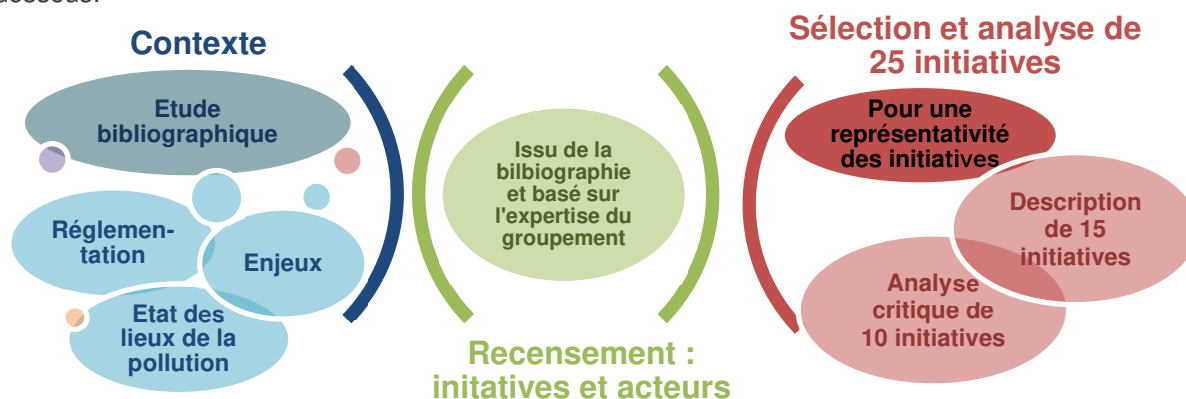 Contexte
Etude
bibliographique
Réglemen-
tation
Enjeux
Etat des
lieux de la
pollution
Issu de la
bilbiographie
et basé sur
l'expertise du
groupement
Recensement :
initatives et acteurs
Sélection et analyse de
25 initiatives
Pour une
représentativité
des initiatives
Description
de 15
initiatives
Analyse
critique de
10 initiatives